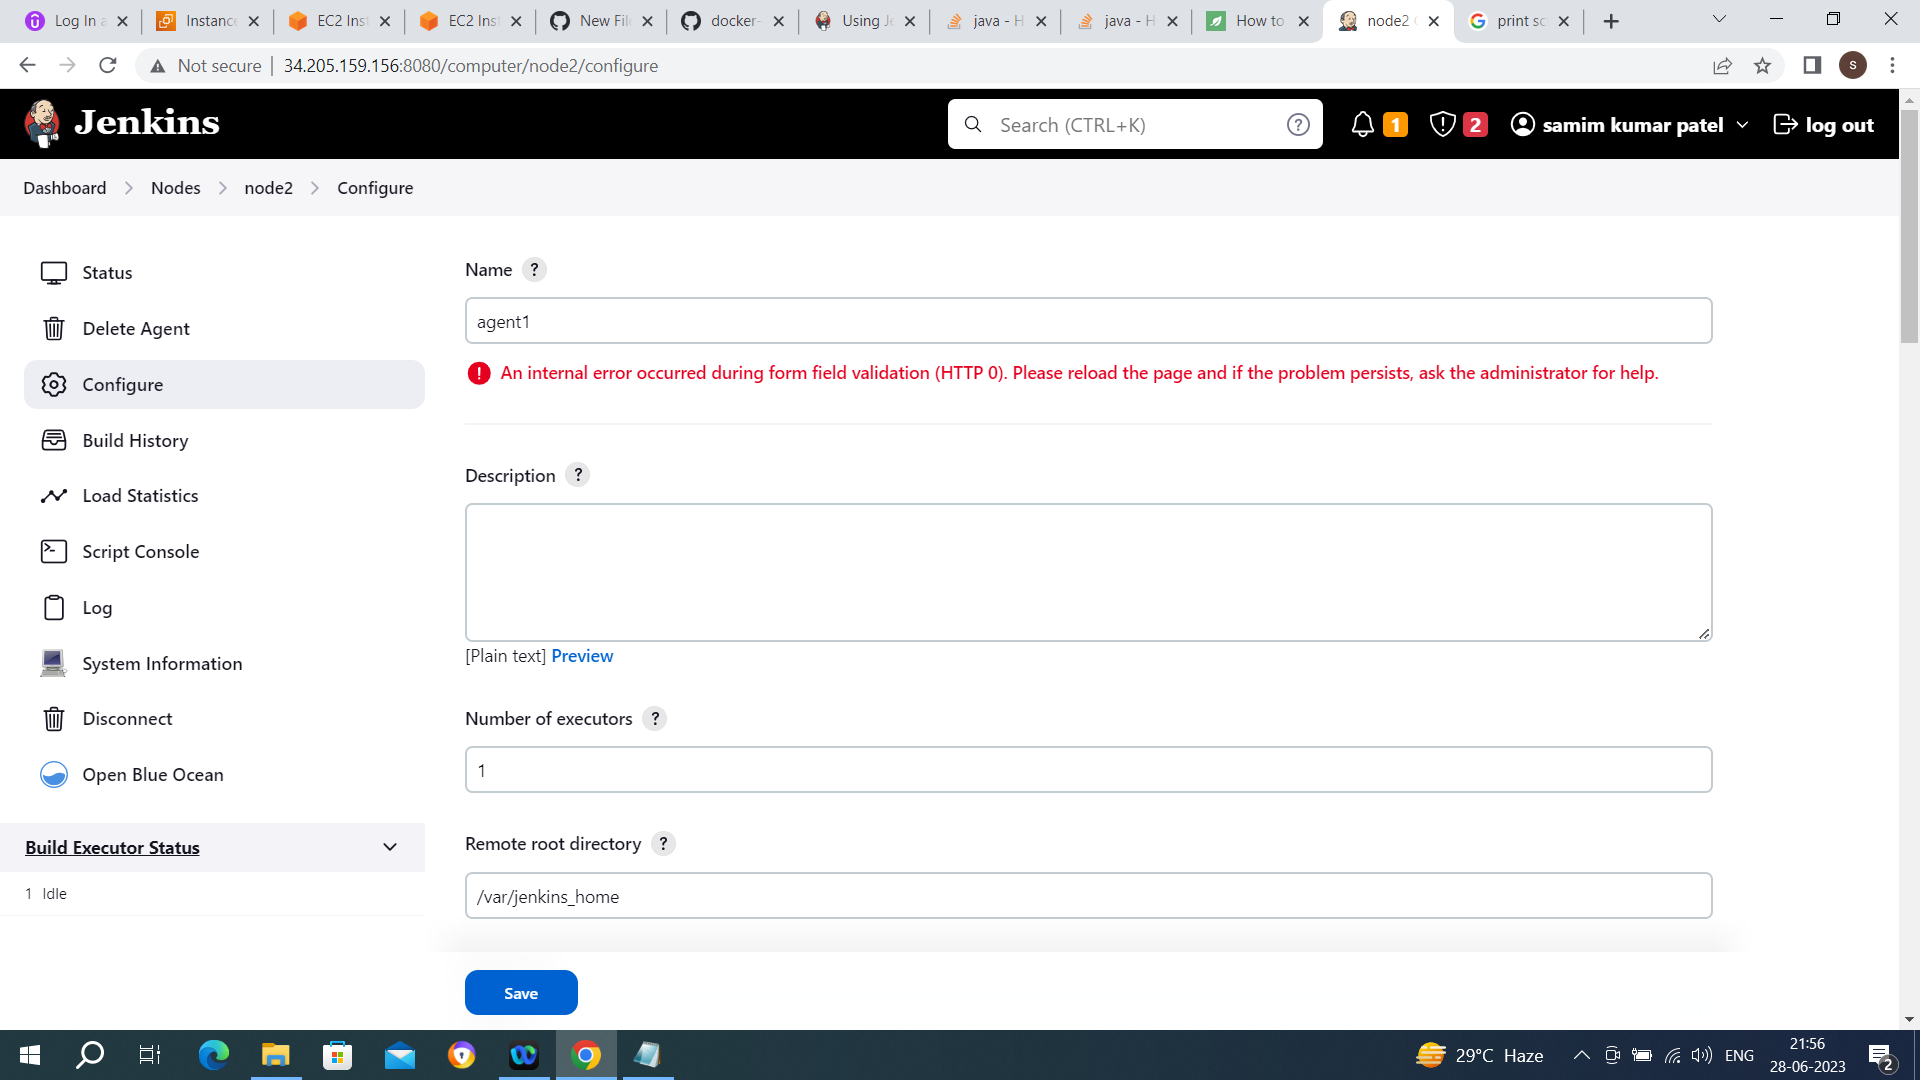 Log In a
Instance
EC2 Inst
EC2 Inst
New File
docker-
Using Je
java - H
java - H
How to
node2 C
print sc
Not secure
34.205.159.156:8080/computer/node2/configure
s
Jenkins
Search (CTRL+K)
?
1
2
samim kumar patel
log out
Dashboard
Nodes
node2
Configure
Status
Delete Agent
Configure
Build History
Load Statistics
Script Console
Log
System Information
Disconnect
Open Blue Ocean
Build Executor Status
1 Idle
Name ?
agent1
! An internal error occurred during form field validation (HTTP 0). Please reload the page and if the problem persists, ask the administrator for help.
Description ?
[Plain text] Preview
Number of executors ?
1
Remote root directory ?
/var/jenkins_home
Save
29°C Haze
ENG
21:56
28-06-2023
2